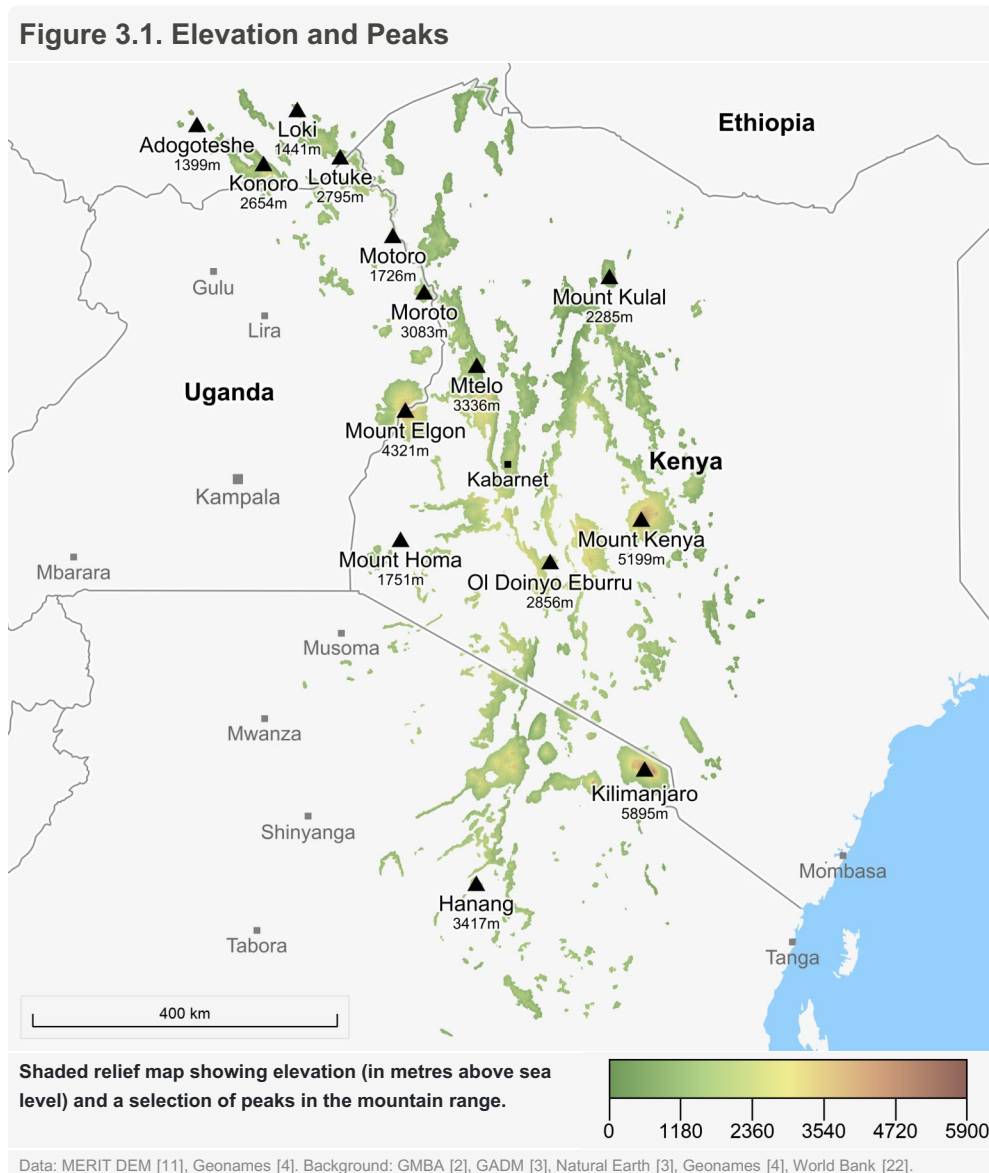 Figure 3.1. Elevation and Peaks
Ethiopia
Loki
1441m
Adogoteshe
1399m
Konoro
2654m
Lotuke
2795m
Motoro
1726m
Gulu
Mount Kulal
2285m
Moroto
3083m
Lira
Uganda
Mtelo
3336m
Mount Elgon
4321m
Kenya
Kabarnet
Kampala
Mount Kenya
5199m
Mount Homa
1751m
Mbarara
Ol Doinyo Eburru
2856m
Musoma
Mwanza
Kilimanjaro
5895m
Shinyanga
Mombasa
Hanang
3417m
Tabora
Tanga
400 km
Shaded relief map showing elevation (in metres above sea
level) and a selection of peaks in the mountain range.
0 1180 2360 3540 4720 5900
Data: MERIT DEM [11], Geonames [4]. Background: GMBA [2], GADM [3], Natural Earth [3], Geonames [4], World Bank [22].